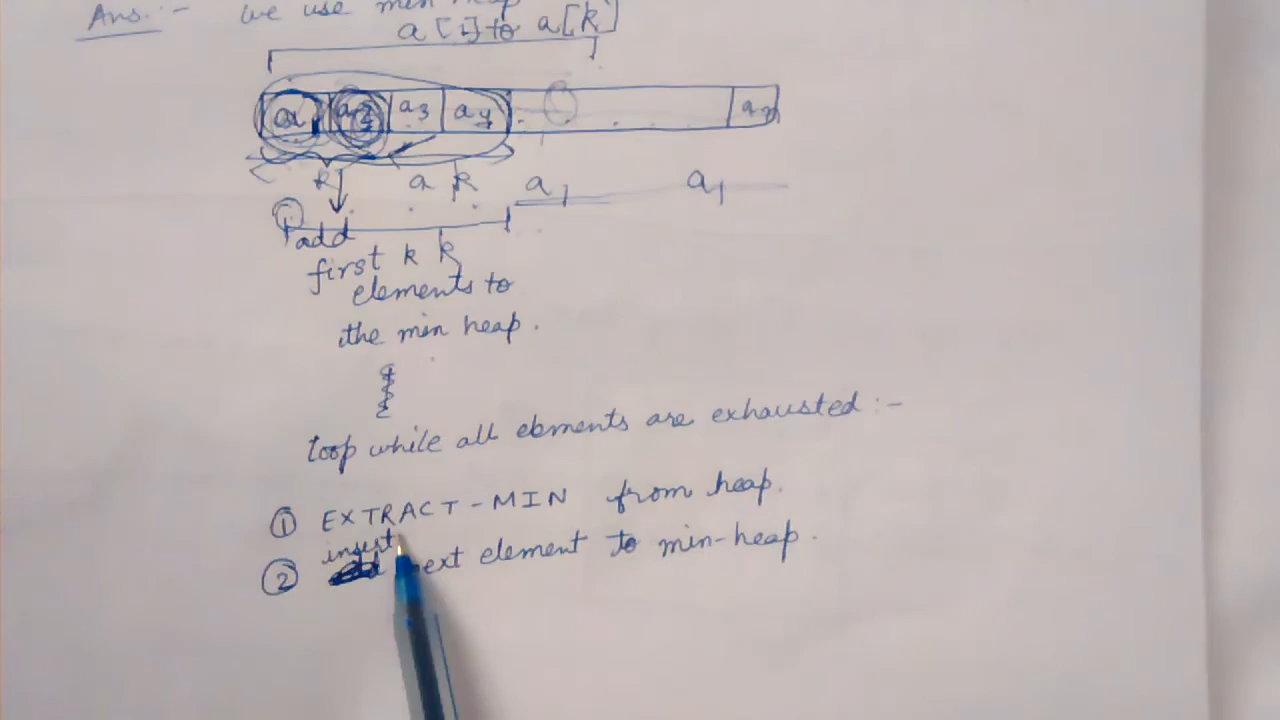 Ans. :- We use min heap
a[i] to a[k]
a a2 a3 a4 an
k a k a1 a1
① add
first k k
elements to
the min heap.
loop while all elements are exhausted :-
① EXTRACT-MIN from heap.
insert
② next element to min-heap.